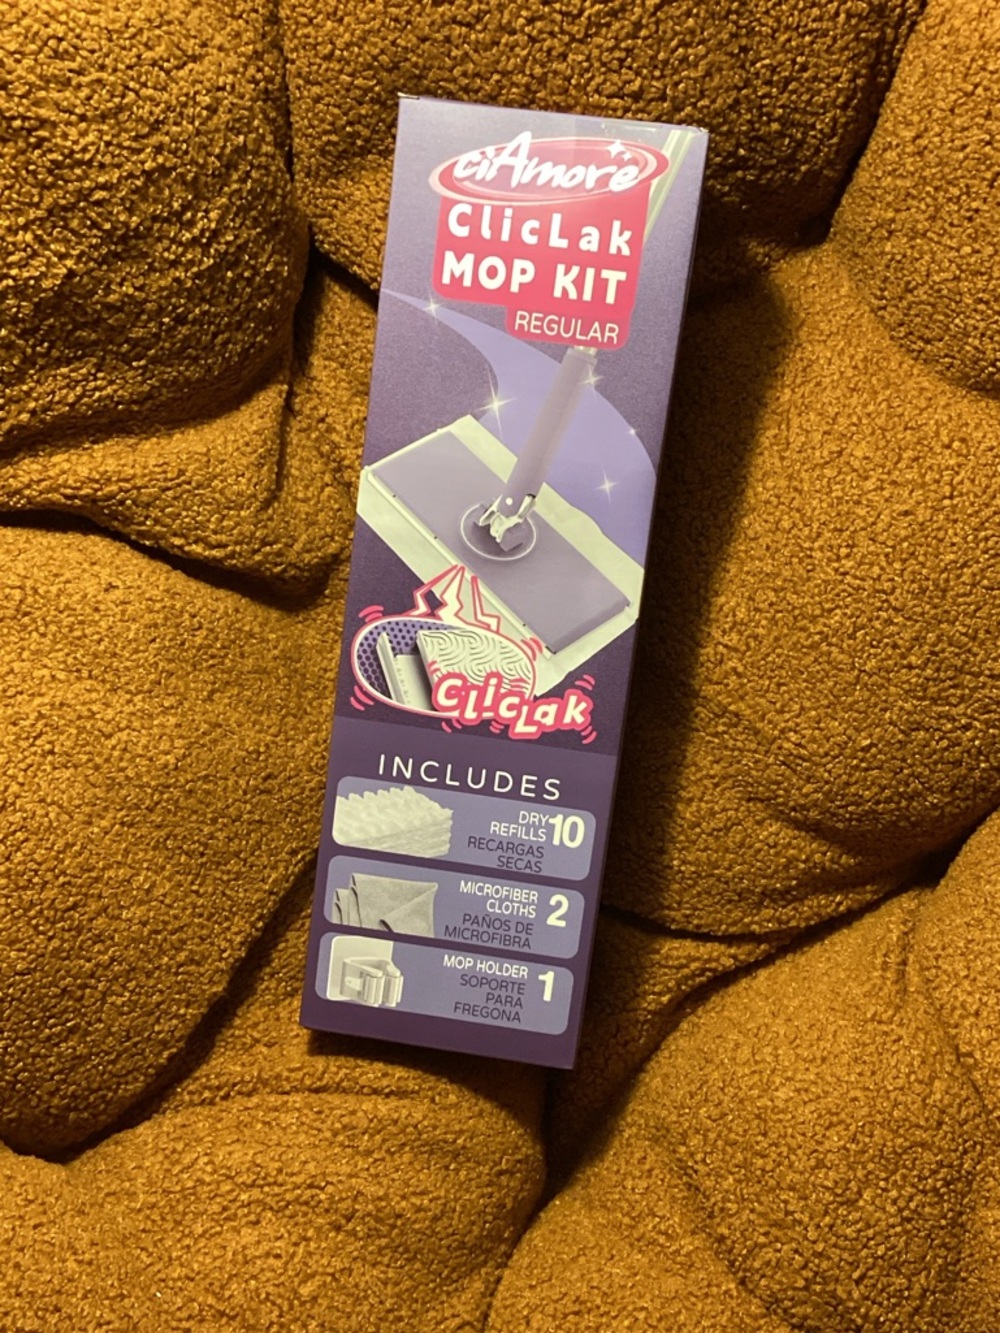 ciAmore
ClicLak
MOP KIT
REGULAR
ClicLak
INCLUDES
DRY
REFILLS 10
RECARGAS
SECAS
MICROFIBER
CLOTHS 2
PAÑOS DE
MICROFIBRA
MOP HOLDER 1
SOPORTE
PARA
FREGONA